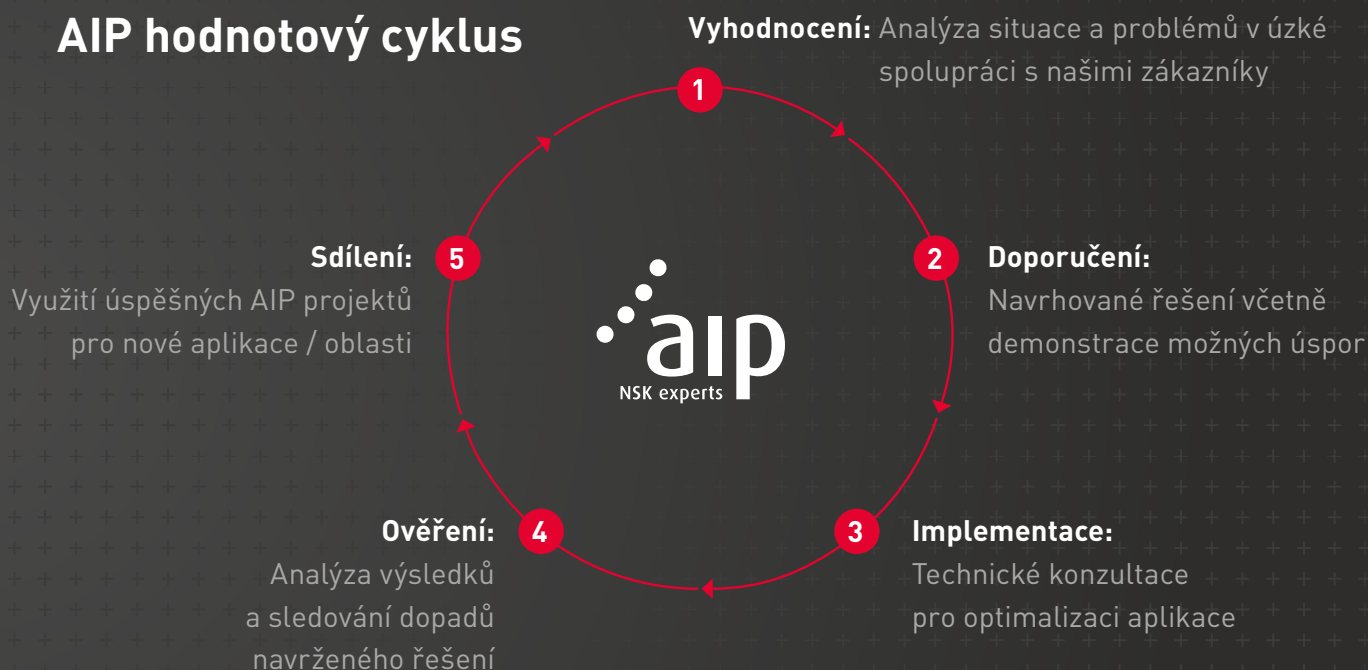 AIP hodnotový cyklus
Vyhodnocení: Analýza situace a problémů v úzké
spolupráci s našimi zákazníky
1
2
Doporučení:
Navrhované řešení včetně
demonstrace možných úspor
3
Implementace:
Technické konzultace
pro optimalizaci aplikace
4
Ověření:
Analýza výsledků
a sledování dopadů
navrženého řešení
5
Sdílení:
Využití úspěšných AIP projektů
pro nové aplikace / oblasti
aip
NSK experts